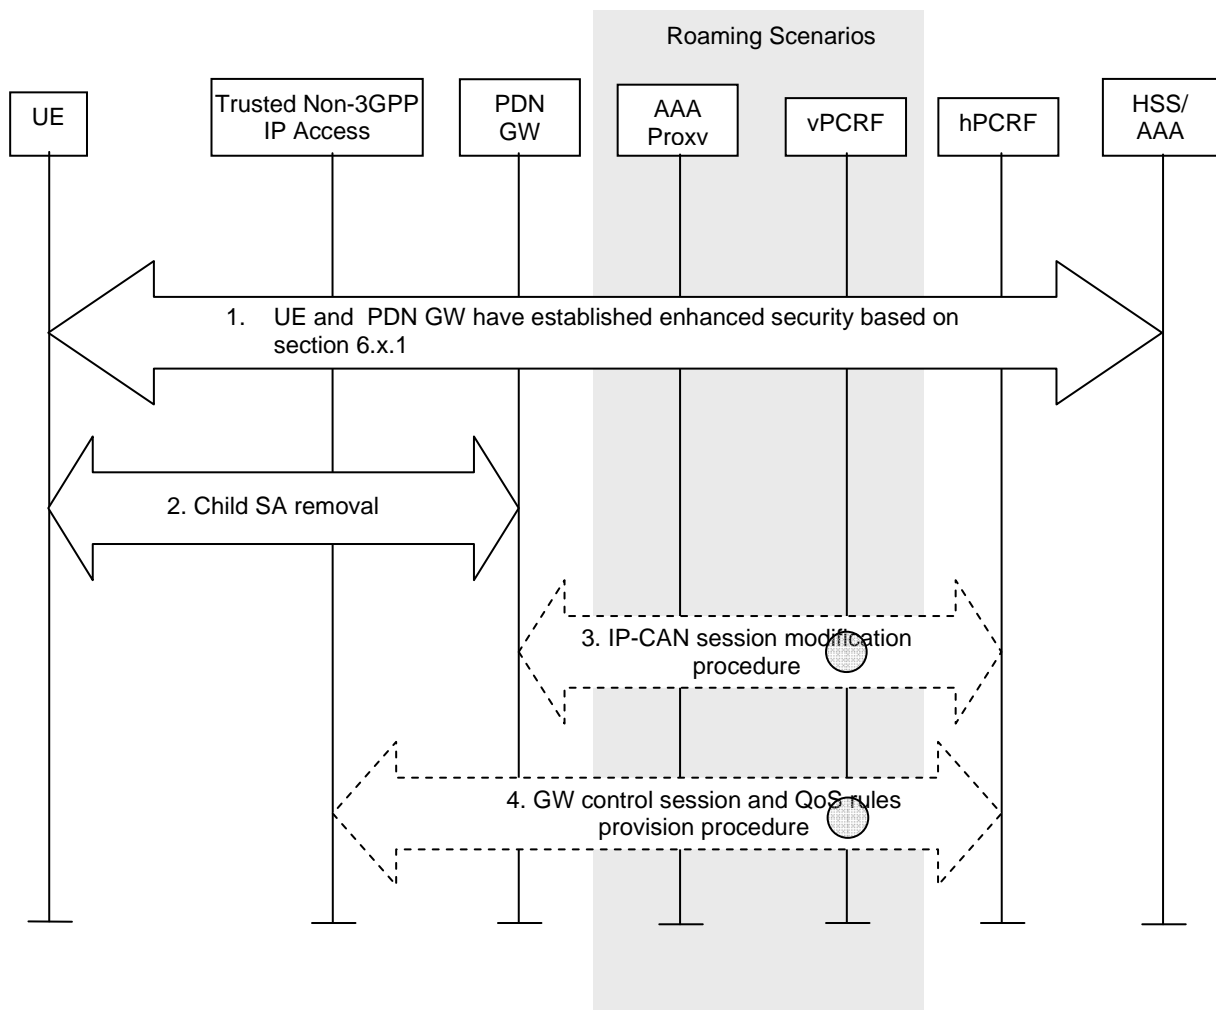 Roaming Scenarios
UE
Trusted Non-3GPP
IP Access
PDN
GW
AAA
Proxv
vPCRF
hPCRF
HSS/
AAA
1. UE and PDN GW have established enhanced security based on
section 6.x.1
2. Child SA removal
3. IP-CAN session modification
procedure
4. GW control session and QoS rules
provision procedure